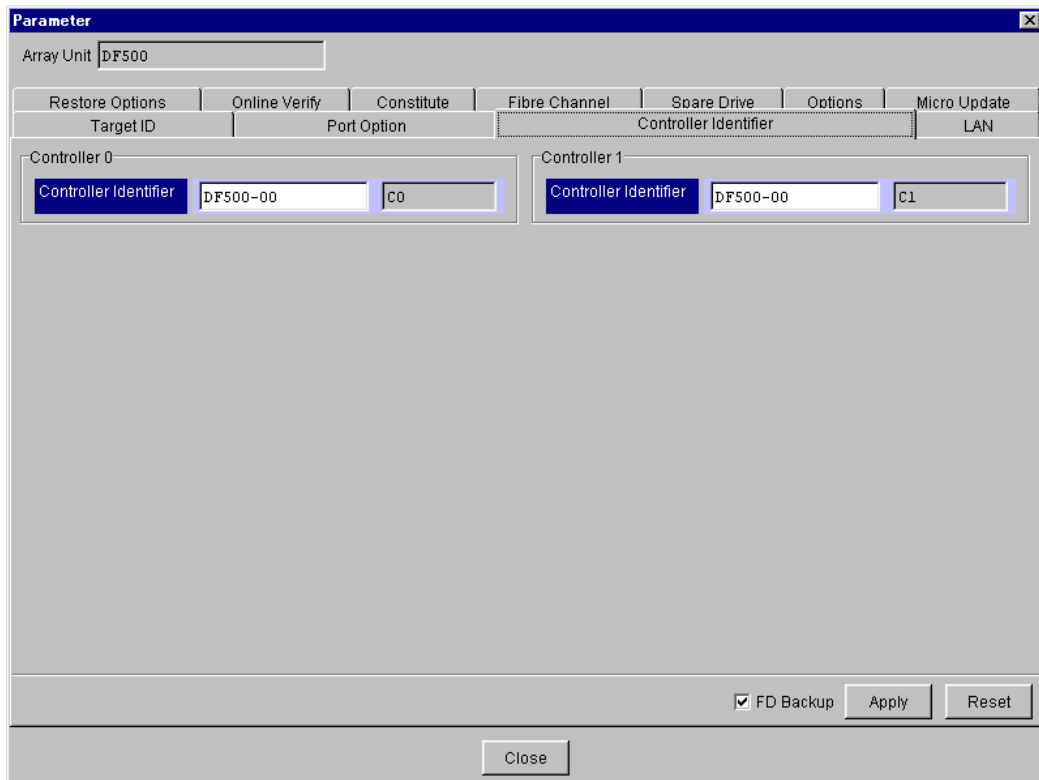 Parameter
Array Unit DF500
Restore Options Online Verify Constitute Fibre Channel Spare Drive Options Micro Update
Target ID Port Option Controller Identifier LAN
Controller 0 Controller 1
Controller Identifier DF500-00 C0 Controller Identifier DF500-00 C1
FD Backup Apply Reset
Close